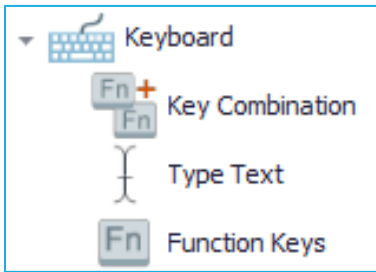 Keyboard
Fn+
Fn
Key Combination
Type Text
Fn
Function Keys